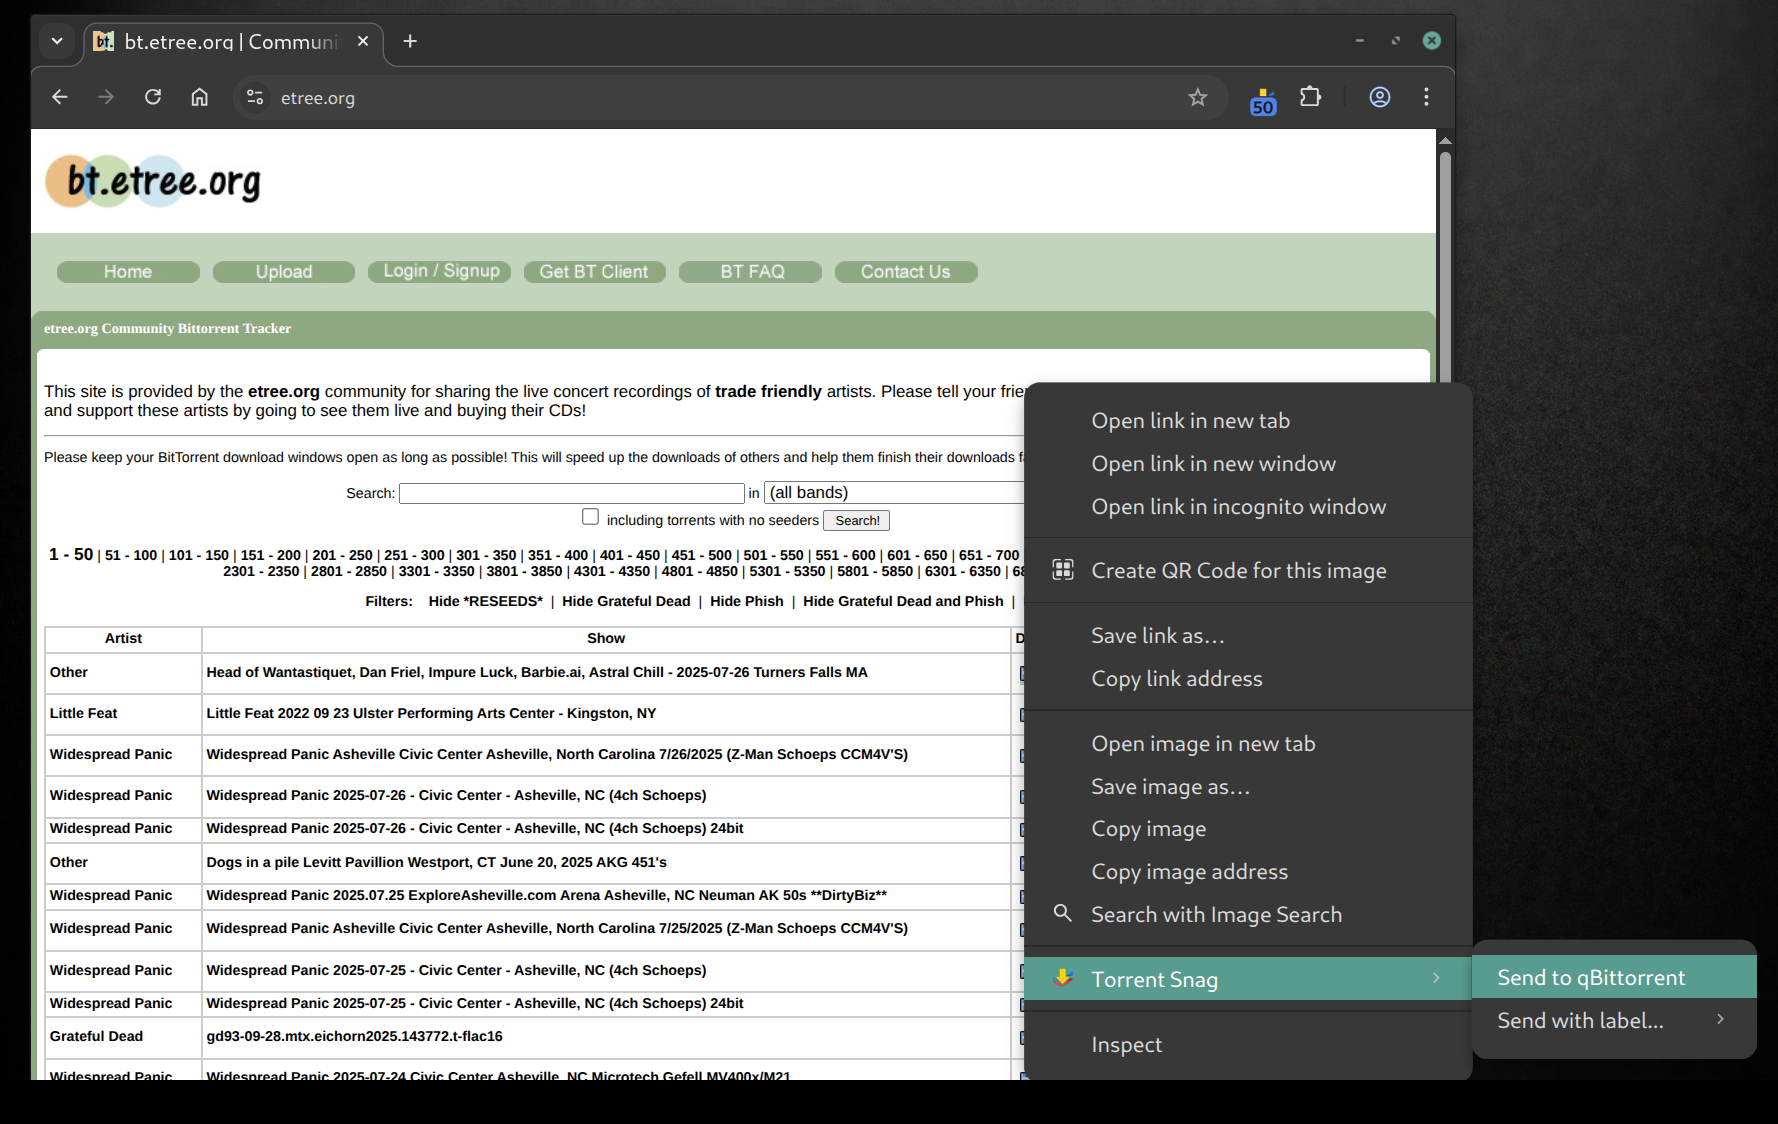 bt.etree.org | Communi
etree.org
50
bt.etree.org
Home
Upload
Login / Signup
Get BT Client
BT FAQ
Contact Us
etree.org Community Bittorrent Tracker
This site is provided by the etree.org community for sharing the live concert recordings of trade friendly artists. Please tell your frie
and support these artists by going to see them live and buying their CDs!
Please keep your BitTorrent download windows open as long as possible! This will speed up the downloads of others and help them finish their downloads f
Search: in (all bands)
including torrents with no seeders Search!
1 - 50 | 51 - 100 | 101 - 150 | 151 - 200 | 201 - 250 | 251 - 300 | 301 - 350 | 351 - 400 | 401 - 450 | 451 - 500 | 501 - 550 | 551 - 600 | 601 - 650 | 651 - 700
2301 - 2350 | 2801 - 2850 | 3301 - 3350 | 3801 - 3850 | 4301 - 4350 | 4801 - 4850 | 5301 - 5350 | 5801 - 5850 | 6301 - 6350 | 68
Filters: Hide *RESEEDS* | Hide Grateful Dead | Hide Phish | Hide Grateful Dead and Phish |
Artist Show D
Other Head of Wantastiquet, Dan Friel, Impure Luck, Barbie.ai, Astral Chill - 2025-07-26 Turners Falls MA
Little Feat Little Feat 2022 09 23 Ulster Performing Arts Center - Kingston, NY
Widespread Panic Widespread Panic Asheville Civic Center Asheville, North Carolina 7/26/2025 (Z-Man Schoeps CCM4V'S)
Widespread Panic Widespread Panic 2025-07-26 - Civic Center - Asheville, NC (4ch Schoeps)
Widespread Panic Widespread Panic 2025-07-26 - Civic Center - Asheville, NC (4ch Schoeps) 24bit
Other Dogs in a pile Levitt Pavillion Westport, CT June 20, 2025 AKG 451's
Widespread Panic Widespread Panic 2025.07.25 ExploreAsheville.com Arena Asheville, NC Neuman AK 50s **DirtyBiz**
Widespread Panic Widespread Panic Asheville Civic Center Asheville, North Carolina 7/25/2025 (Z-Man Schoeps CCM4V'S)
Widespread Panic Widespread Panic 2025-07-25 - Civic Center - Asheville, NC (4ch Schoeps)
Widespread Panic Widespread Panic 2025-07-25 - Civic Center - Asheville, NC (4ch Schoeps) 24bit
Grateful Dead gd93-09-28.mtx.eichorn2025.143772.t-flac16
Widespread Panic Widespread Panic 2025-07-24 Civic Center Asheville, NC Microtech Gefell MV400x/M21
Open link in new tab
Open link in new window
Open link in incognito window
Create QR Code for this image
Save link as…
Copy link address
Open image in new tab
Save image as…
Copy image
Copy image address
Search with Image Search
Torrent Snag
Inspect
Send to qBittorrent
Send with label...